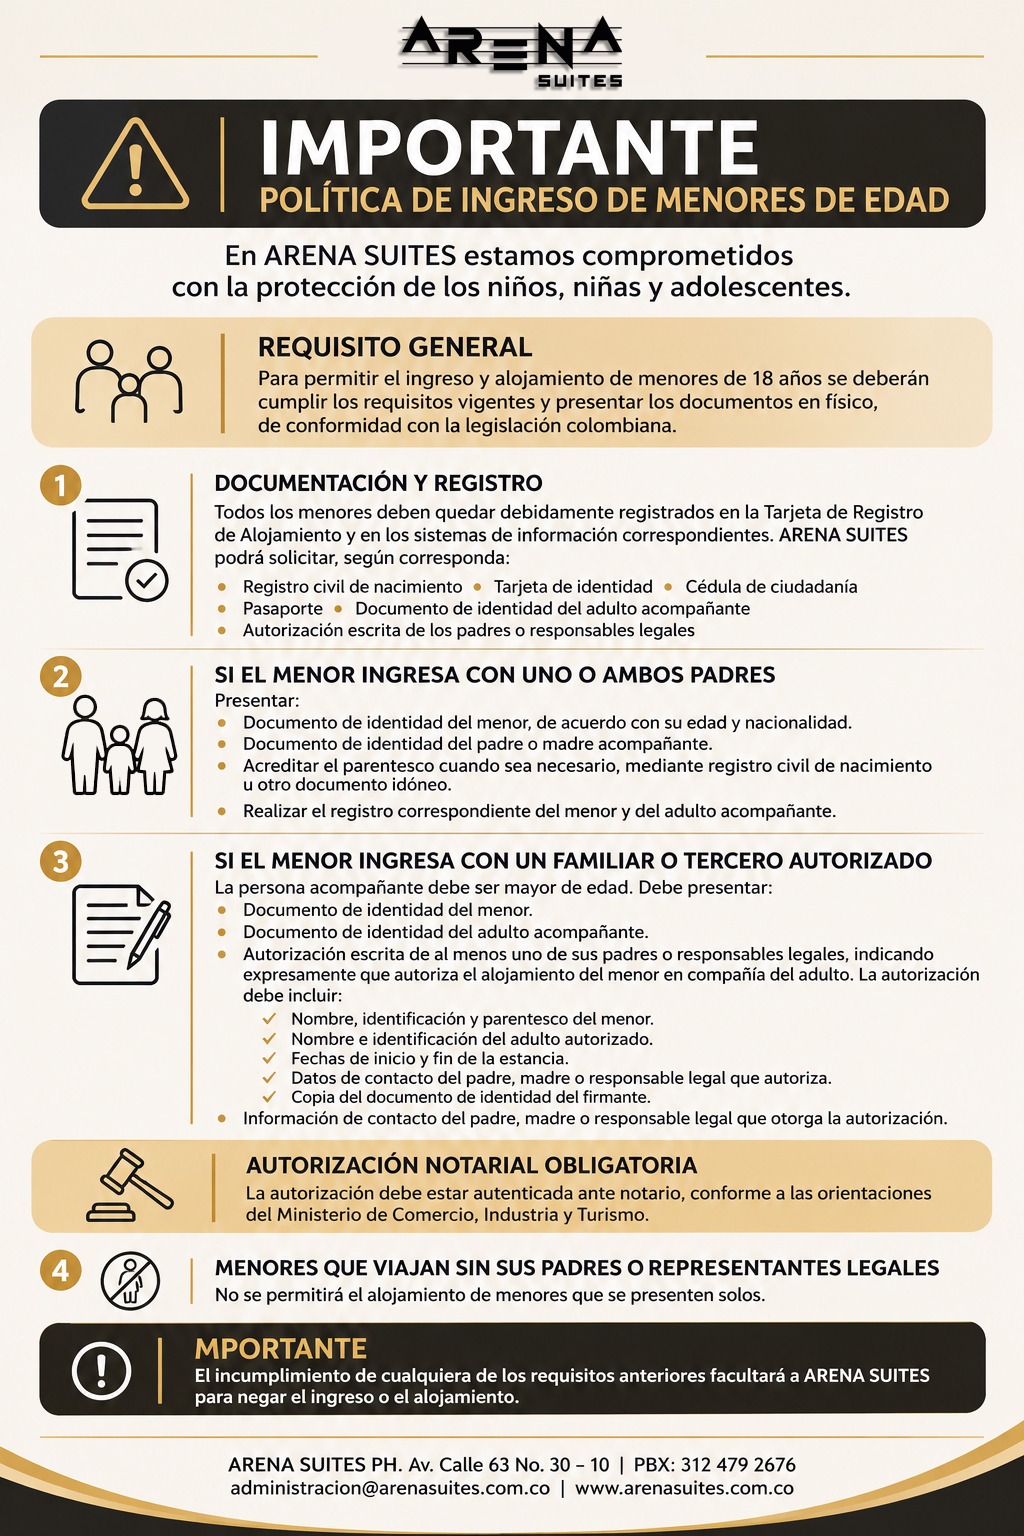 ARENA
SUITES
IMPORTANTE
POLÍTICA DE INGRESO DE MENORES DE EDAD
En ARENA SUITES estamos comprometidos
con la protección de los niños, niñas y adolescentes.
REQUISITO GENERAL
Para permitir el ingreso y alojamiento de menores de 18 años se deberán
cumplir los requisitos vigentes y presentar los documentos en físico,
de conformidad con la legislación colombiana.
1
DOCUMENTACIÓN Y REGISTRO
Todos los menores deben quedar debidamente registrados en la Tarjeta de Registro
de Alojamiento y en los sistemas de información correspondientes. ARENA SUITES
podrá solicitar, según corresponda:
• Registro civil de nacimiento • Tarjeta de identidad • Cédula de ciudadanía
• Pasaporte • Documento de identidad del adulto acompañante
• Autorización escrita de los padres o responsables legales
2
SI EL MENOR INGRESA CON UNO O AMBOS PADRES
Presentar:
• Documento de identidad del menor, de acuerdo con su edad y nacionalidad.
• Documento de identidad del padre o madre acompañante.
• Acreditar el parentesco cuando sea necesario, mediante registro civil de nacimiento
u otro documento idóneo.
• Realizar el registro correspondiente del menor y del adulto acompañante.
3
SI EL MENOR INGRESA CON UN FAMILIAR O TERCERO AUTORIZADO
La persona acompañante debe ser mayor de edad. Debe presentar:
• Documento de identidad del menor.
• Documento de identidad del adulto acompañante.
• Autorización escrita de al menos uno de sus padres o responsables legales, indicando
expresamente que autoriza el alojamiento del menor en compañía del adulto. La autorización
debe incluir:
✓ Nombre, identificación y parentesco del menor.
✓ Nombre e identificación del adulto autorizado.
✓ Fechas de inicio y fin de la estancia.
✓ Datos de contacto del padre, madre o responsable legal que autoriza.
✓ Copia del documento de identidad del firmante.
• Información de contacto del padre, madre o responsable legal que otorga la autorización.
AUTORIZACIÓN NOTARIAL OBLIGATORIA
La autorización debe estar autenticada ante notario, conforme a las orientaciones
del Ministerio de Comercio, Industria y Turismo.
4
MENORES QUE VIAJAN SIN SUS PADRES O REPRESENTANTES LEGALES
No se permitirá el alojamiento de menores que se presenten solos.
MPORTANTE
El incumplimiento de cualquiera de los requisitos anteriores facultará a ARENA SUITES
para negar el ingreso o el alojamiento.
ARENA SUITES PH. Av. Calle 63 No. 30 – 10 | PBX: 312 479 2676
administracion@arenasuites.com.co | www.arenasuites.com.co